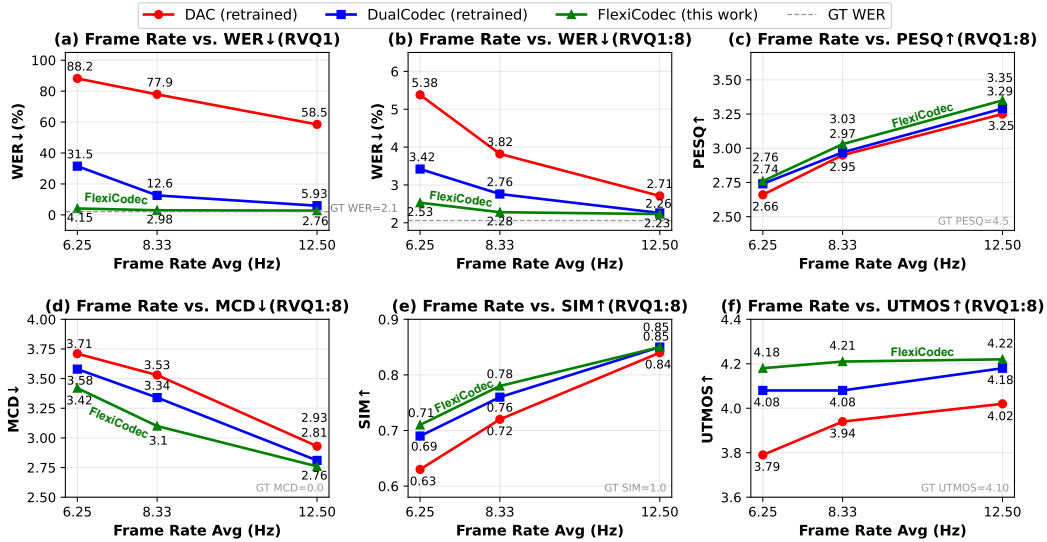 DAC (retrained) DualCodec (retrained) FlexiCodec (this work) GT WER
(a) Frame Rate vs. WER↓(RVQ1)
WER↓(%)
100
80
60
40
20
0
88.2
77.9
58.5
31.5
12.6
5.93
FlexiCodec
4.15
2.98
2.76
GT WER=2.1
6.25 8.33 12.50
Frame Rate Avg (Hz)
(b) Frame Rate vs. WER↓(RVQ1:8)
WER↓(%)
6
5
4
3
2
5.38
3.82
2.71
3.42
2.76
2.26
FlexiCodec
2.53
2.28
2.23
6.25 8.33 12.50
Frame Rate Avg (Hz)
(c) Frame Rate vs. PESQ↑(RVQ1:8)
PESQ↑
3.50
3.25
3.00
2.75
2.50
2.76
2.74
2.66
3.03
2.97
2.95
FlexiCodec
3.35
3.29
3.25
GT PESQ=4.5
6.25 8.33 12.50
Frame Rate Avg (Hz)
(d) Frame Rate vs. MCD↓(RVQ1:8)
MCD↓
4.00
3.75
3.50
3.25
3.00
2.75
2.50
3.71
3.58
3.42
3.53
3.34
3.1
FlexiCodec
2.93
2.81
2.76
GT MCD=0.0
6.25 8.33 12.50
Frame Rate Avg (Hz)
(e) Frame Rate vs. SIM↑(RVQ1:8)
SIM↑
0.9
0.8
0.7
0.6
0.71
0.69
0.63
FlexiCodec
0.78
0.76
0.72
0.85
0.85
0.84
GT SIM=1.0
6.25 8.33 12.50
Frame Rate Avg (Hz)
(f) Frame Rate vs. UTMOS↑(RVQ1:8)
UTMOS↑
4.4
4.2
4.0
3.8
3.6
4.18
4.21
4.22
FlexiCodec
4.08
4.08
4.18
3.79
3.94
4.02
GT UTMOS=4.10
6.25 8.33 12.50
Frame Rate Avg (Hz)